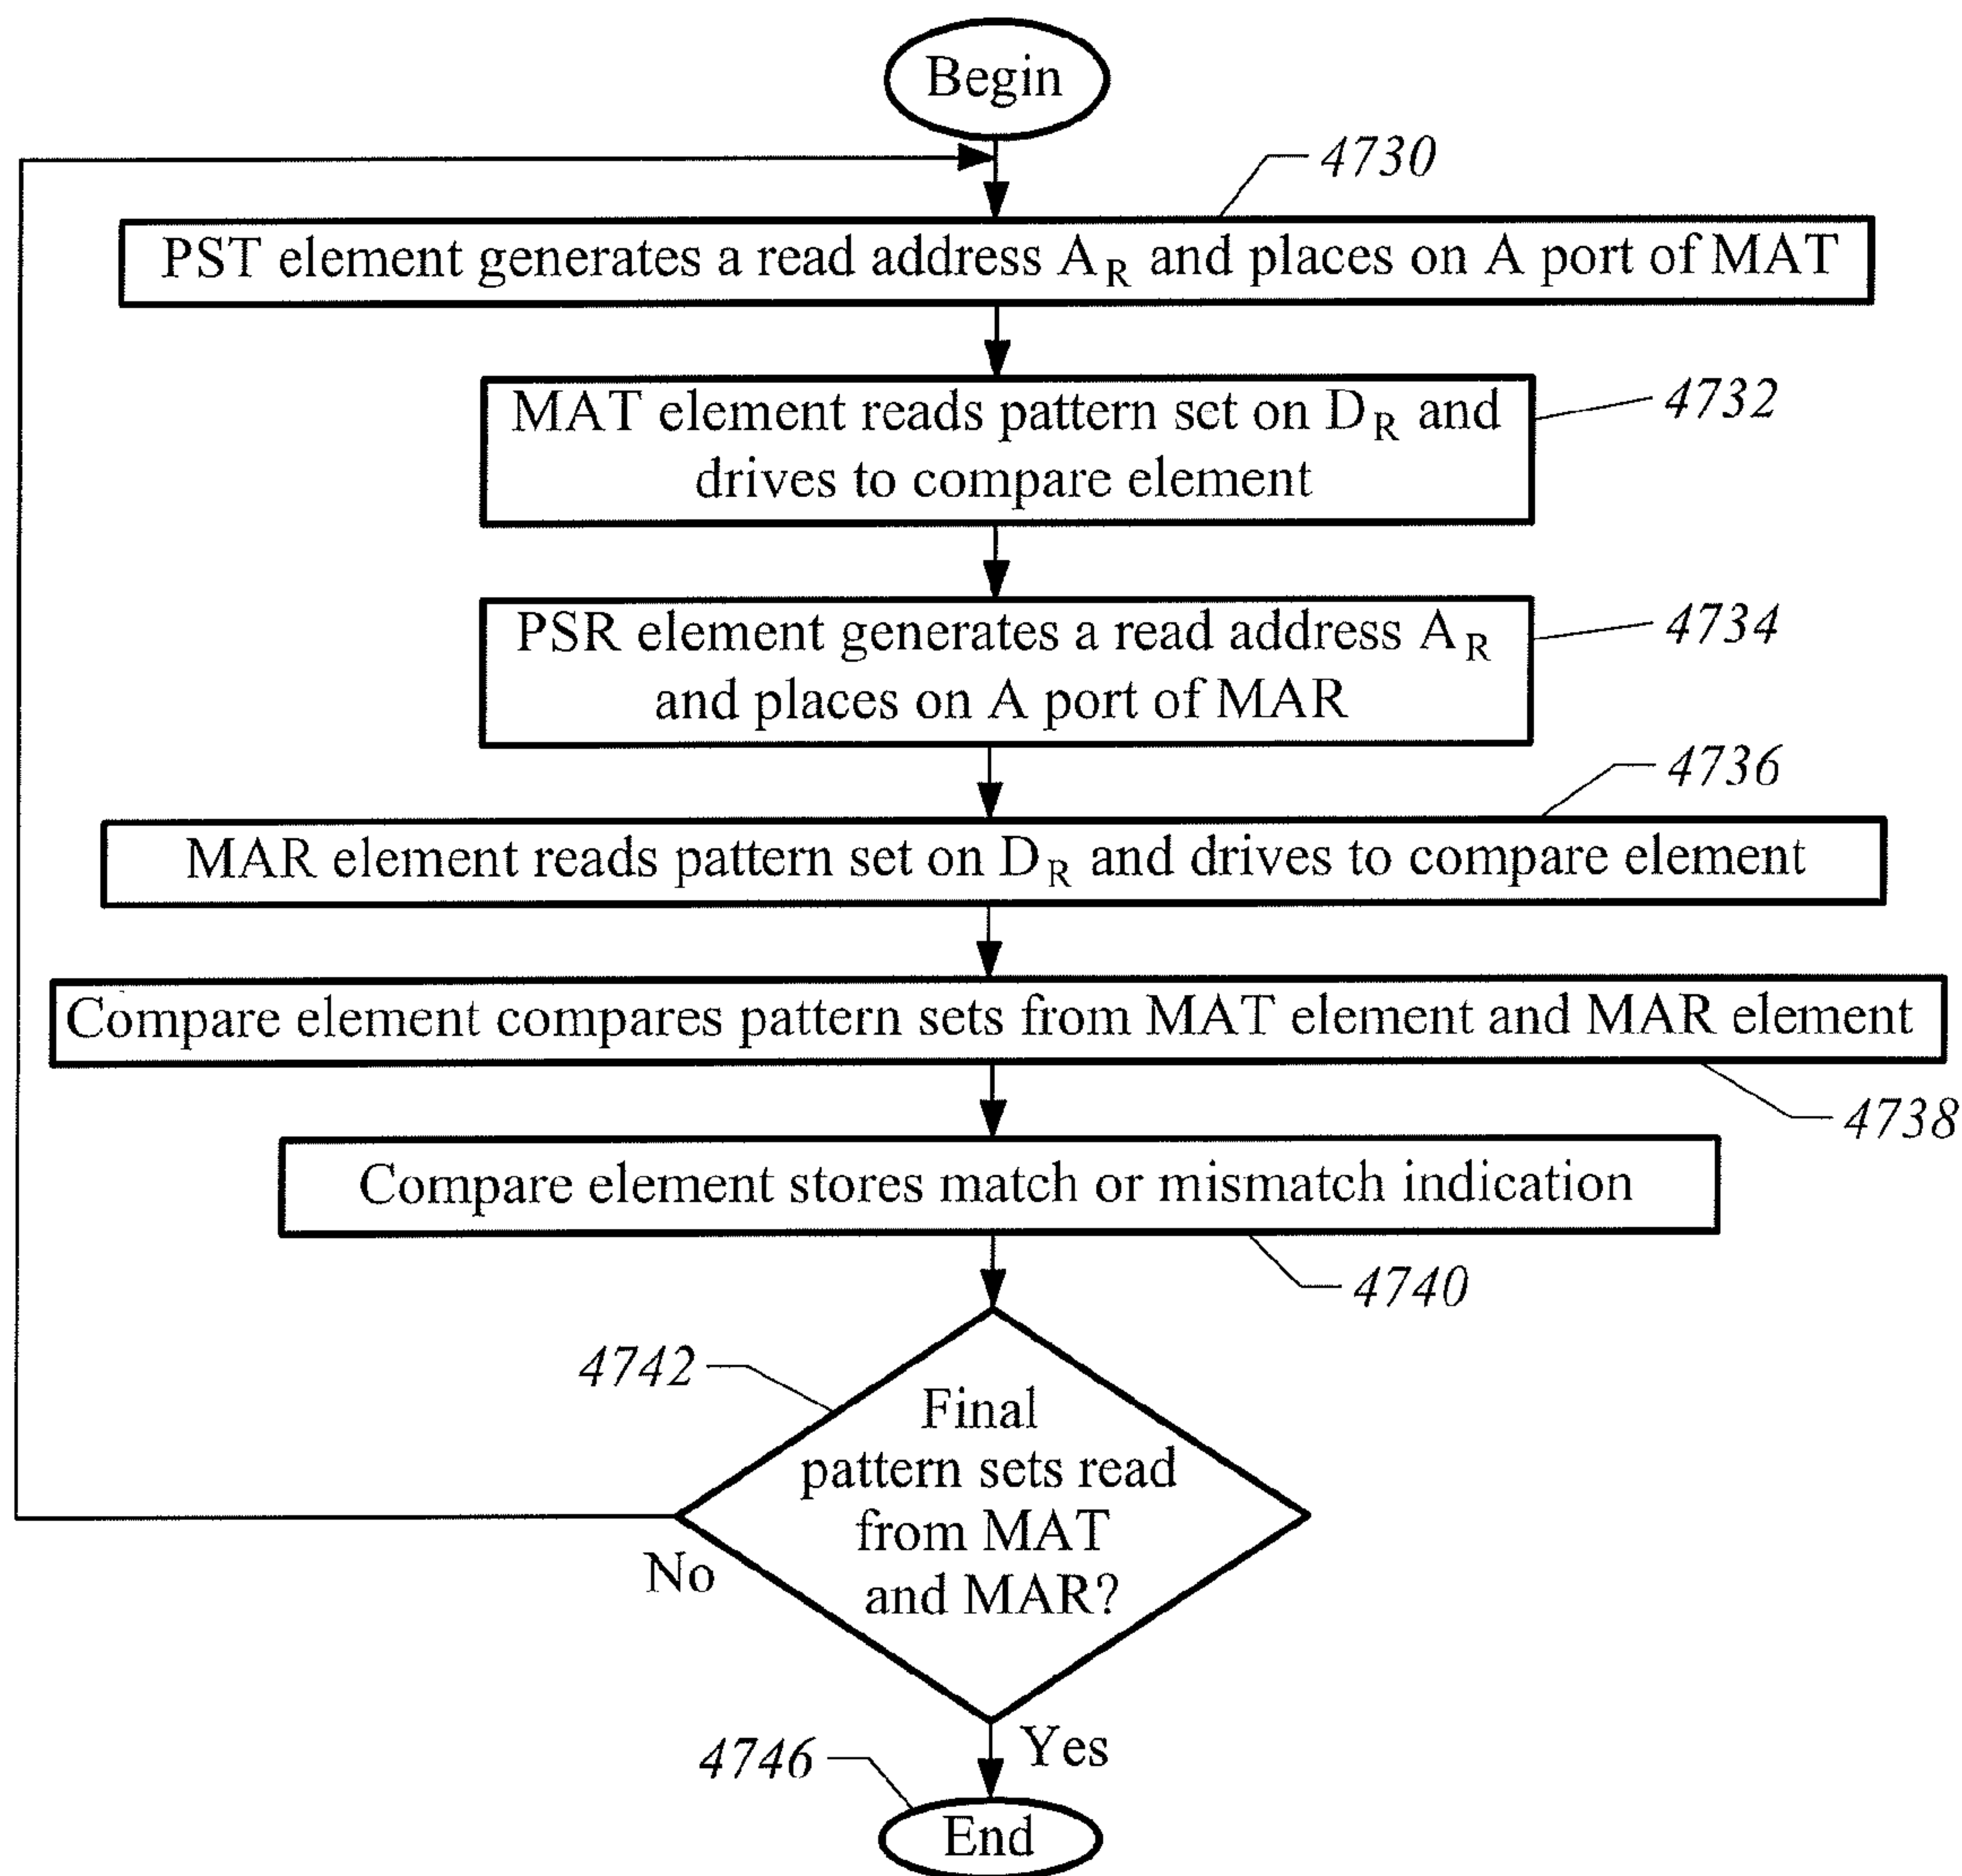 Begin
4730
PST element generates a read address A_R and places on A port of MAT
MAT element reads pattern set on D_R and
drives to compare element
4732
PSR element generates a read address A_R
and places on A port of MAR
4734
4736
MAR element reads pattern set on D_R and drives to compare element
Compare element compares pattern sets from MAT element and MAR element
4738
Compare element stores match or mismatch indication
4740
4742
Final
pattern sets read
from MAT
and MAR?
No
Yes
4746
End